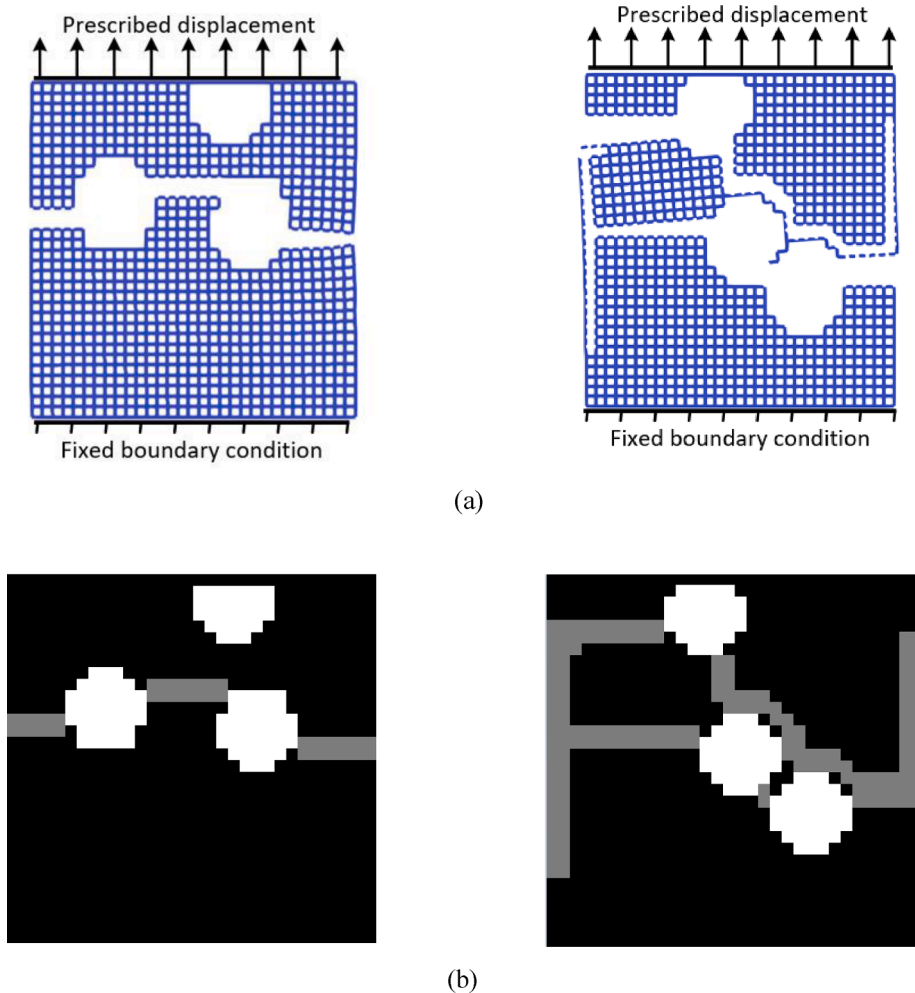 Prescribed displacement
Prescribed displacement
Fixed boundary condition
Fixed boundary condition
(a)
(b)